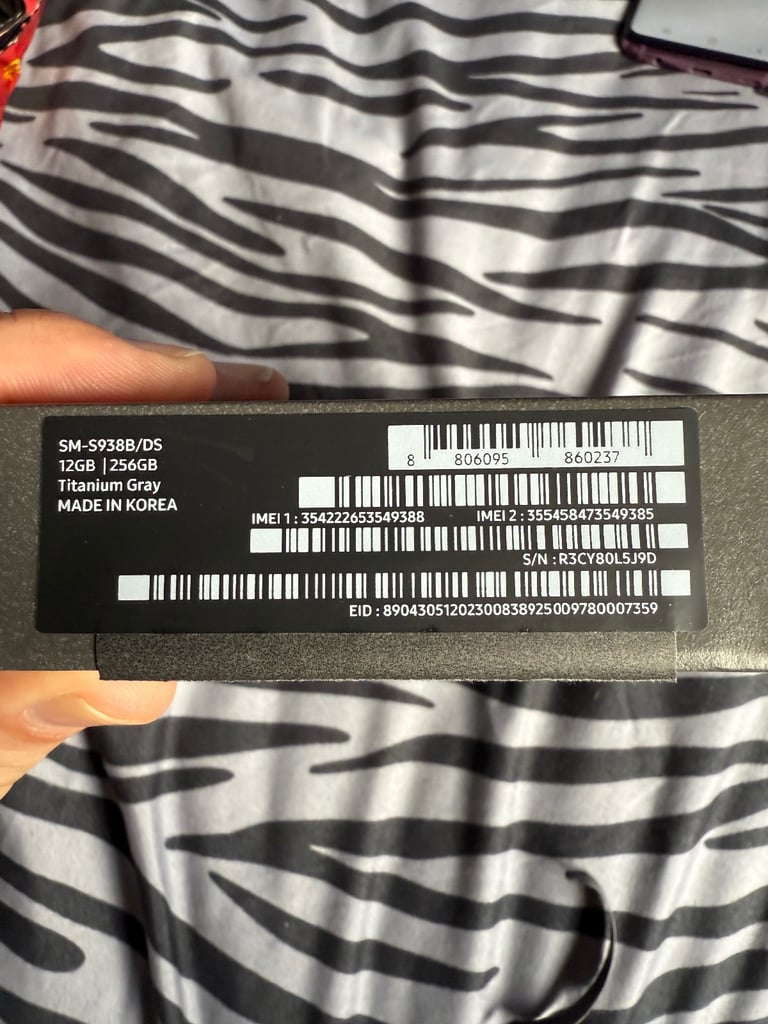 SM-S938B/DS
12GB | 256GB
Titanium Gray
MADE IN KOREA
8 806095 860237
IMEI 1 : 354222653549388 IMEI 2 : 355458473549385
S/N : R3CY80L5J9D
EID : 89043051202300838925009780007359